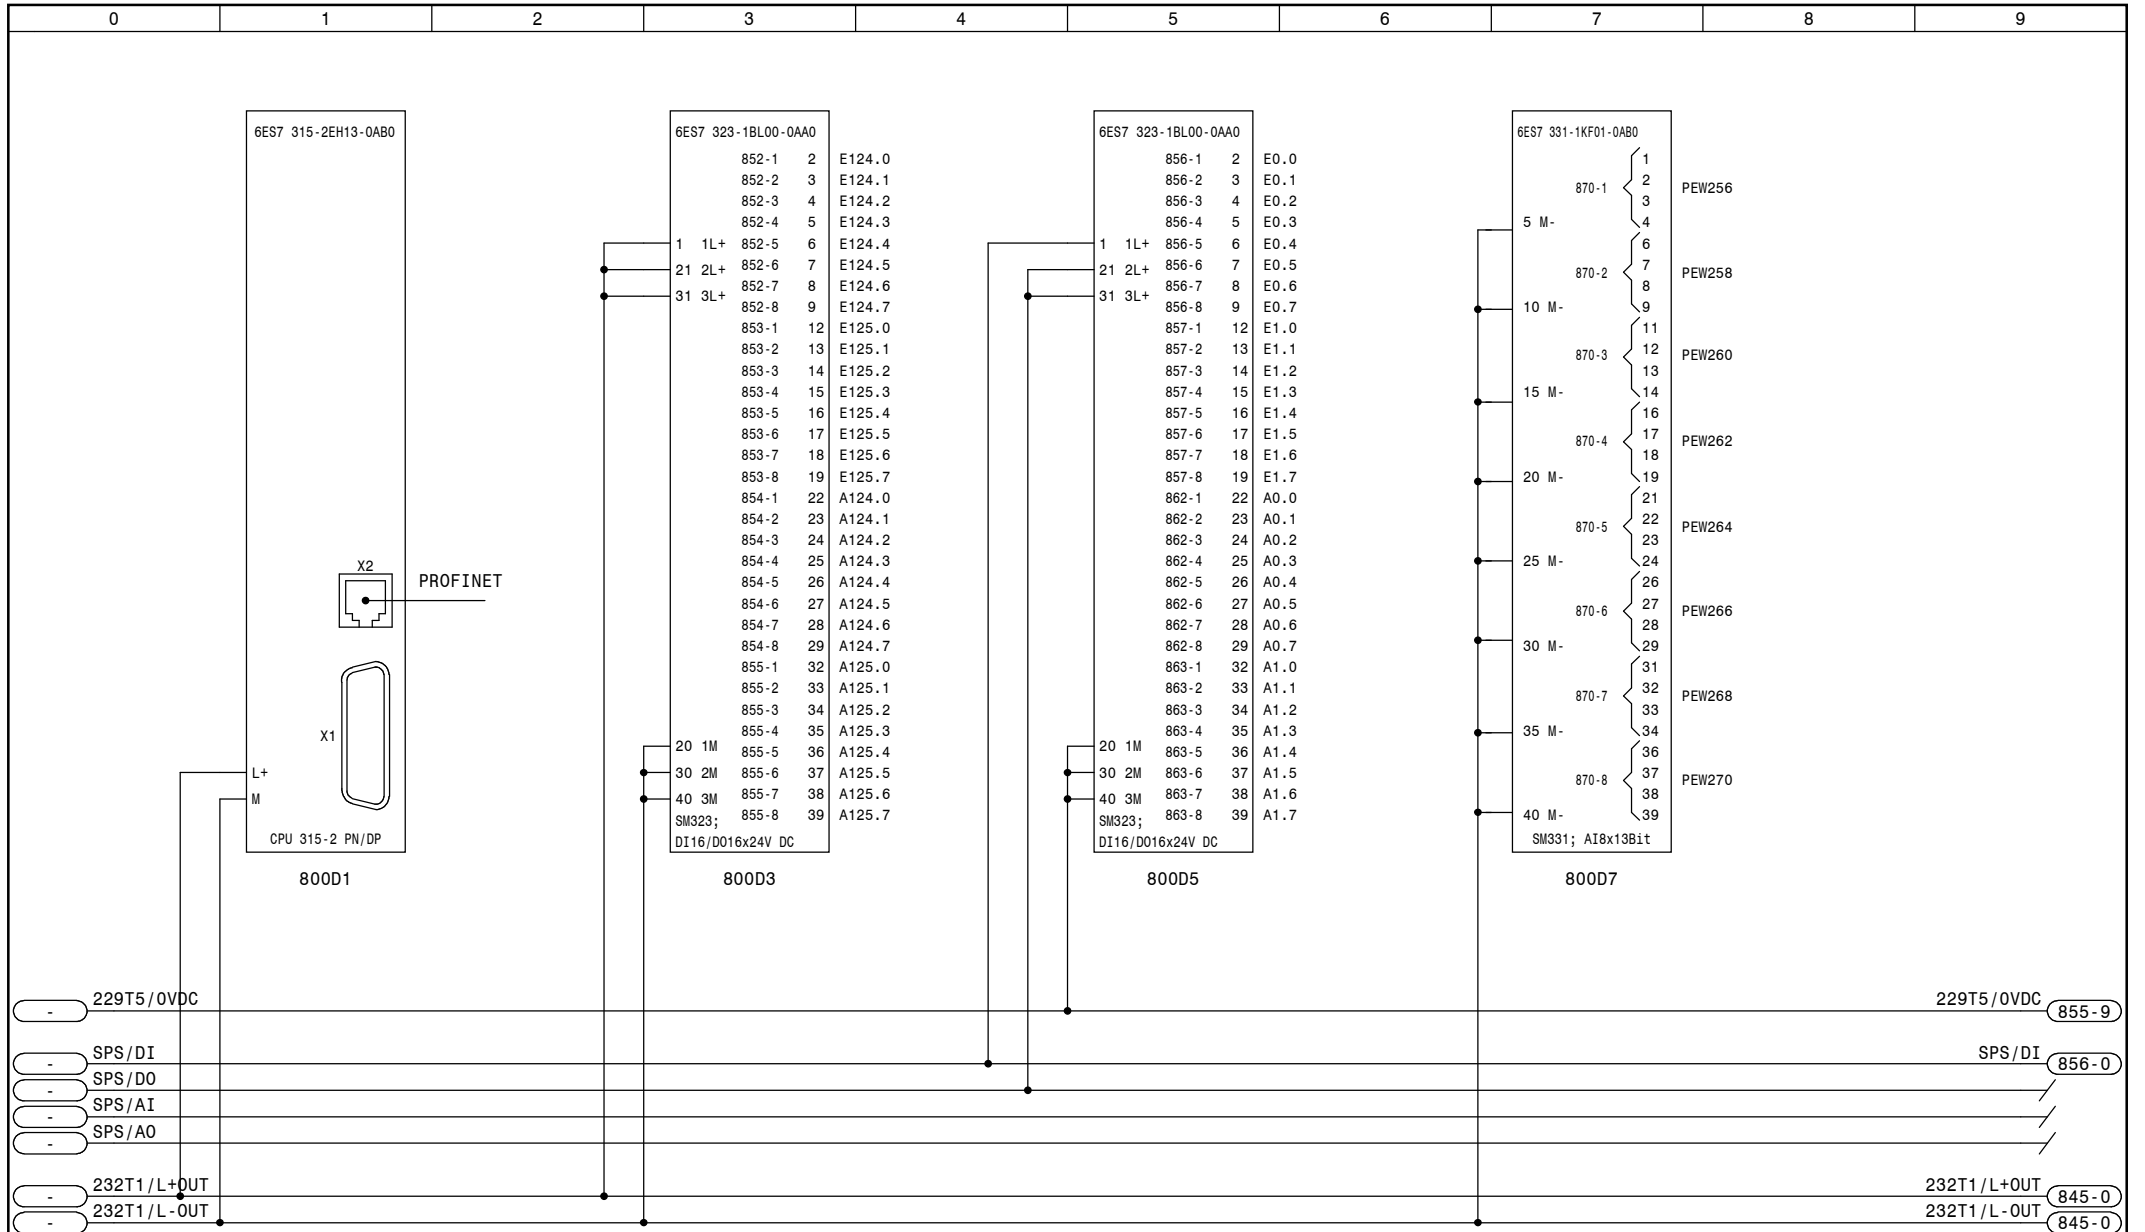 0 1 2 3 4 5 6 7 8 9
6ES7 315-2EH13-0AB0
X2
PROFINET
X1
L+
M
CPU 315-2 PN/DP
800D1
6ES7 323-1BL00-0AA0
852-1 2 E124.0
852-2 3 E124.1
852-3 4 E124.2
852-4 5 E124.3
1 1L+ 852-5 6 E124.4
21 2L+ 852-6 7 E124.5
852-7 8 E124.6
31 3L+
852-8 9 E124.7
853-1 12 E125.0
853-2 13 E125.1
853-3 14 E125.2
853-4 15 E125.3
853-5 16 E125.4
853-6 17 E125.5
853-7 18 E125.6
853-8 19 E125.7
854-1 22 A124.0
854-2 23 A124.1
854-3 24 A124.2
854-4 25 A124.3
854-5 26 A124.4
854-6 27 A124.5
854-7 28 A124.6
854-8 29 A124.7
855-1 32 A125.0
855-2 33 A125.1
855-3 34 A125.2
855-4 35 A125.3
20 1M
855-5 36 A125.4
30 2M 855-6 37 A125.5
40 3M 855-7 38 A125.6
855-8 39 A125.7
SM323;
DI16/DO16x24V DC
800D3
6ES7 323-1BL00-0AA0
856-1 2 E0.0
856-2 3 E0.1
856-3 4 E0.2
856-4 5 E0.3
1 1L+ 856-5 6 E0.4
21 2L+ 856-6 7 E0.5
856-7 8 E0.6
31 3L+
856-8 9 E0.7
857-1 12 E1.0
857-2 13 E1.1
857-3 14 E1.2
857-4 15 E1.3
857-5 16 E1.4
857-6 17 E1.5
857-7 18 E1.6
857-8 19 E1.7
862-1 22 A0.0
862-2 23 A0.1
862-3 24 A0.2
862-4 25 A0.3
862-5 26 A0.4
862-6 27 A0.5
862-7 28 A0.6
862-8 29 A0.7
863-1 32 A1.0
863-2 33 A1.1
863-3 34 A1.2
863-4 35 A1.3
20 1M
863-5 36 A1.4
30 2M 863-6 37 A1.5
40 3M 863-7 38 A1.6
863-8 39 A1.7
SM323;
DI16/DO16x24V DC
800D5
6ES7 331-1KF01-0AB0
1
2
870-1 PEW256
3
5 M- 4
6
7
870-2 PEW258
8
10 M- 9
11
12
870-3 PEW260
13
15 M- 14
16
17
870-4 PEW262
18
20 M- 19
21
22
870-5 PEW264
23
25 M- 24
26
27
870-6 PEW266
28
30 M- 29
31
32
870-7 PEW268
33
35 M- 34
36
37
870-8 PEW270
38
40 M- 39
SM331; AI8x13Bit
800D7
229T5/0VDC 229T5/0VDC
- 855-9
SPS/DI SPS/DI
- 856-0
SPS/DO
-
SPS/AI
-
SPS/AO
-
232T1/L+OUT 232T1/L+OUT
- 845-0
232T1/L-OUT 232T1/L-OUT
- 845-0